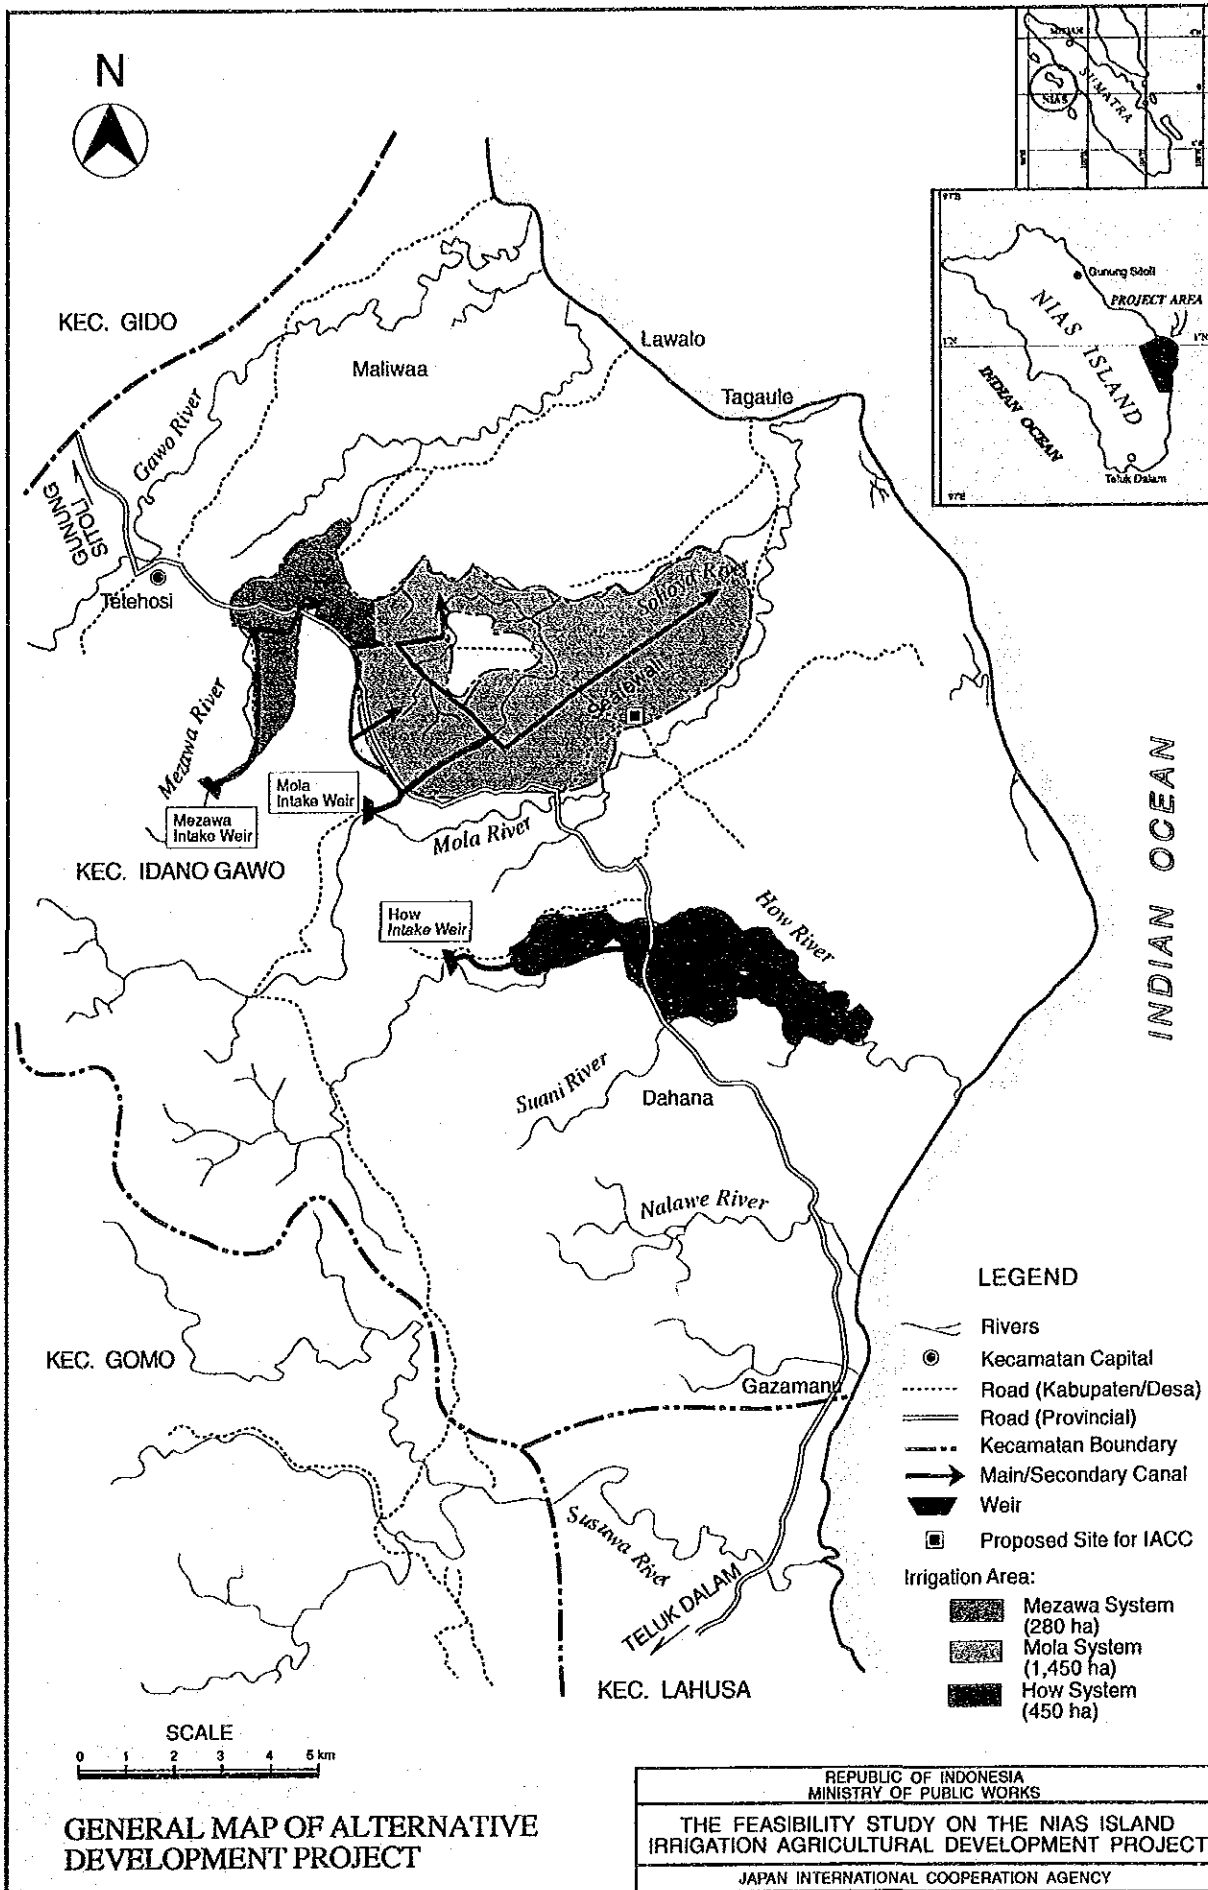 N
MEDAN
NIAS
SUMATRA
Gunung Sitoli
PROJECT AREA
NIAS ISLAND
1°N
INDIAN OCEAN
Teluk Dalam
KEC. GIDO
Maliwaa
Lawalo
Tagaule
Gawo River
GUNUNG
SITOLI
Tetehosi
Sohoya River
Mezawa River
Mola
Intake Weir
Mezawa
Intake Weir
Mola River
KEC. IDANO GAWO
How
Intake Weir
How River
INDIAN OCEAN
Suani River
Dahana
Nalawe River
KEC. GOMO
Gazamanu
Susuwa River
TELUK DALAM
KEC. LAHUSA
LEGEND
Rivers
Kecamatan Capital
Road (Kabupaten/Desa)
Road (Provincial)
Kecamatan Boundary
Main/Secondary Canal
Weir
Proposed Site for IACC
Irrigation Area:
Mezawa System
(280 ha)
Mola System
(1,450 ha)
How System
(450 ha)
SCALE
0 1 2 3 4 5 km
GENERAL MAP OF ALTERNATIVE
DEVELOPMENT PROJECT
REPUBLIC OF INDONESIA
MINISTRY OF PUBLIC WORKS
THE FEASIBILITY STUDY ON THE NIAS ISLAND
IRRIGATION AGRICULTURAL DEVELOPMENT PROJECT
JAPAN INTERNATIONAL COOPERATION AGENCY